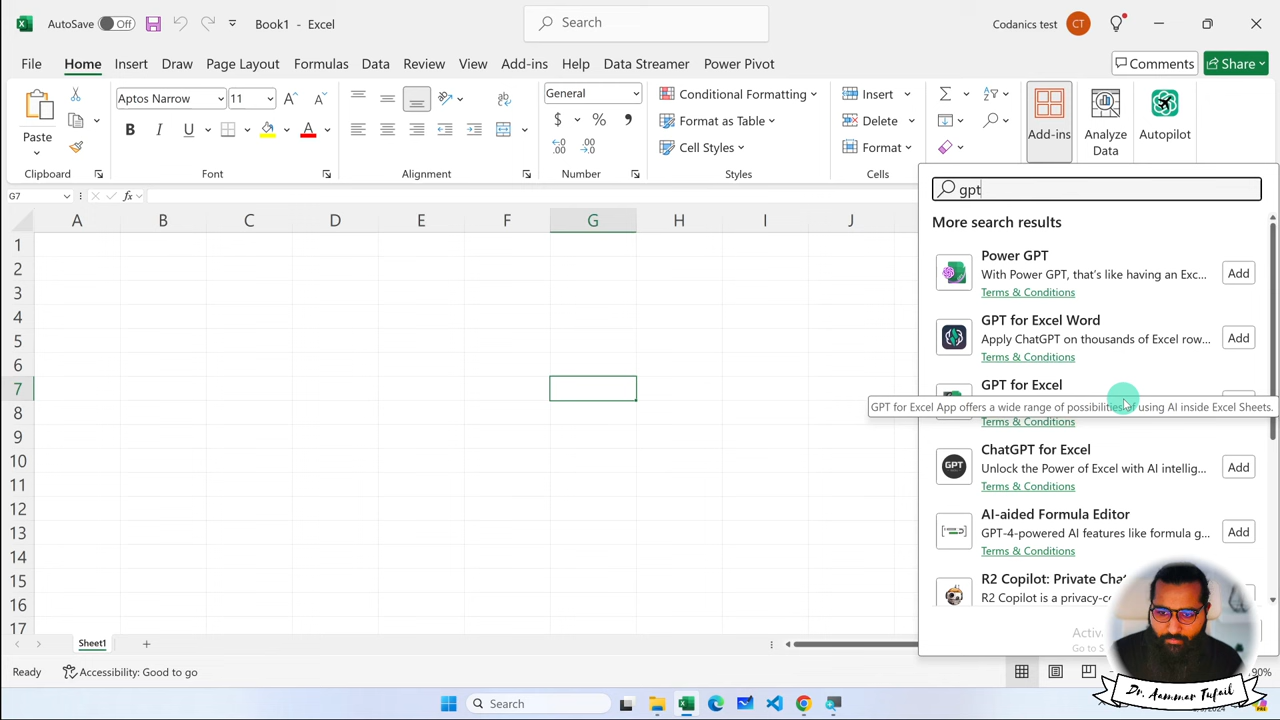 AutoSave Off Book1 - Excel Search Codanics test CT
File Home Insert Draw Page Layout Formulas Data Review View Add-ins Help Data Streamer Power Pivot Comments Share
Paste
Clipboard
Aptos Narrow 11
B I U A
Font
Alignment
General
$ % 9
Number
Conditional Formatting
Format as Table
Cell Styles
Styles
Insert
Delete
Format
Cells
Add-ins
Analyze
Data
Autopilot
G7 fx
A B C D E F G H I J
1
2
3
4
5
6
7
8
9
10
11
12
13
14
15
16
17
gpt
More search results
Power GPT
With Power GPT, that's like having an Exc...
Add
Terms & Conditions
GPT for Excel Word
Apply ChatGPT on thousands of Excel row...
Add
Terms & Conditions
GPT for Excel
GPT for Excel App offers a wide range of possibilities of using AI inside Excel Sheets.
Terms & Conditions
ChatGPT for Excel
Unlock the Power of Excel with AI intellig...
Add
Terms & Conditions
GPT
AI-aided Formula Editor
GPT-4-powered AI features like formula g...
Add
Terms & Conditions
R2 Copilot: Private Cha
R2 Copilot is a privacy-c
Sheet1
Ready Accessibility: Good to go 90%
Search
Dr. Aammar Tufail